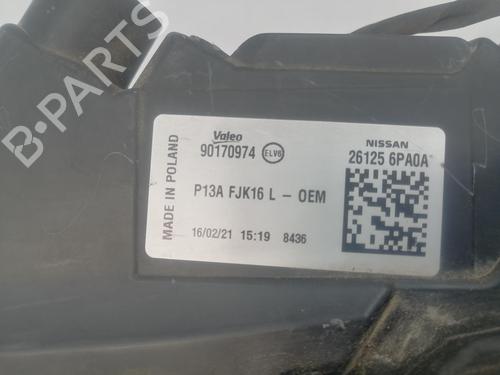 B-PARTS
MADE IN POLAND
Valeo
90170974 ELV6
NISSAN
26125 6PA0A
P13A FJK16 L - OEM
16/02/21 15:19 8436